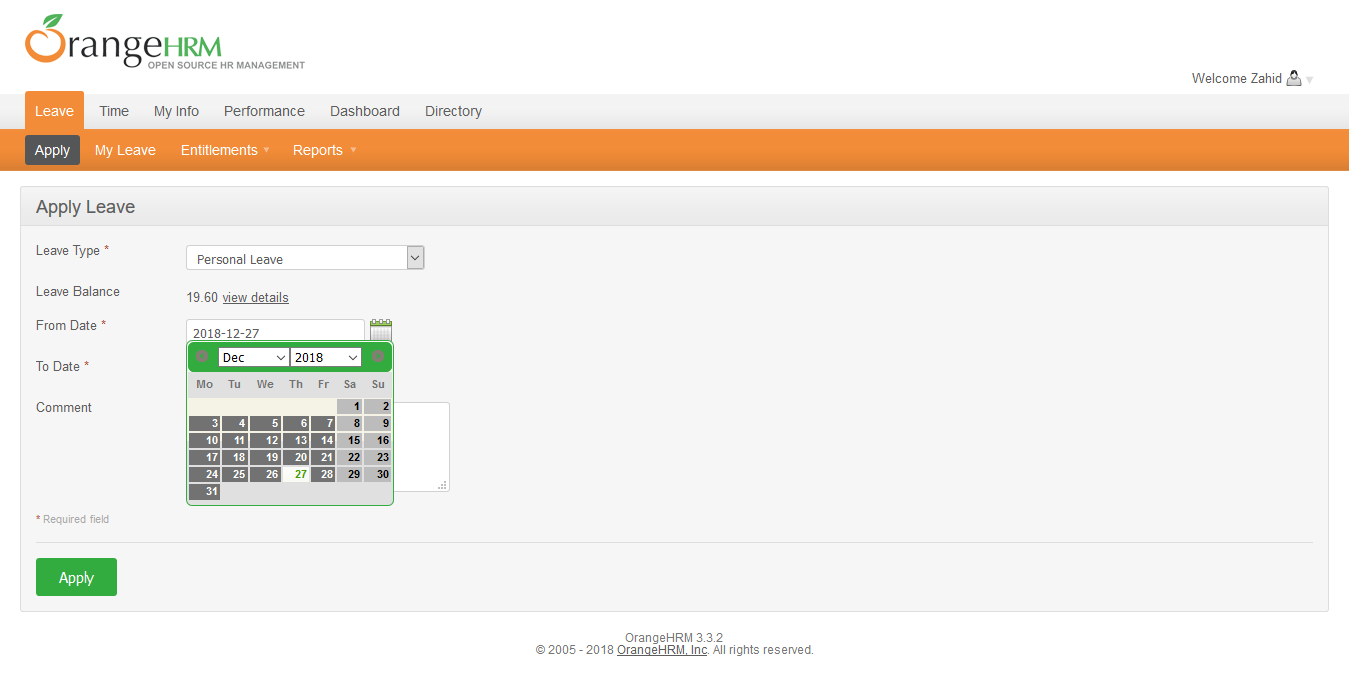 OrangeHRM
OPEN SOURCE HR MANAGEMENT
Welcome Zahid
Leave Time My Info Performance Dashboard Directory
Apply My Leave Entitlements Reports
Apply Leave
Leave Type *
Personal Leave
Leave Balance
19.60 view details
From Date *
2018-12-27
To Date *
Dec 2018
Mo Tu We Th Fr Sa Su
1 2
3 4 5 6 7 8 9
10 11 12 13 14 15 16
17 18 19 20 21 22 23
24 25 26 27 28 29 30
31
Comment
* Required field
Apply
OrangeHRM 3.3.2
© 2005 - 2018 OrangeHRM, Inc. All rights reserved.